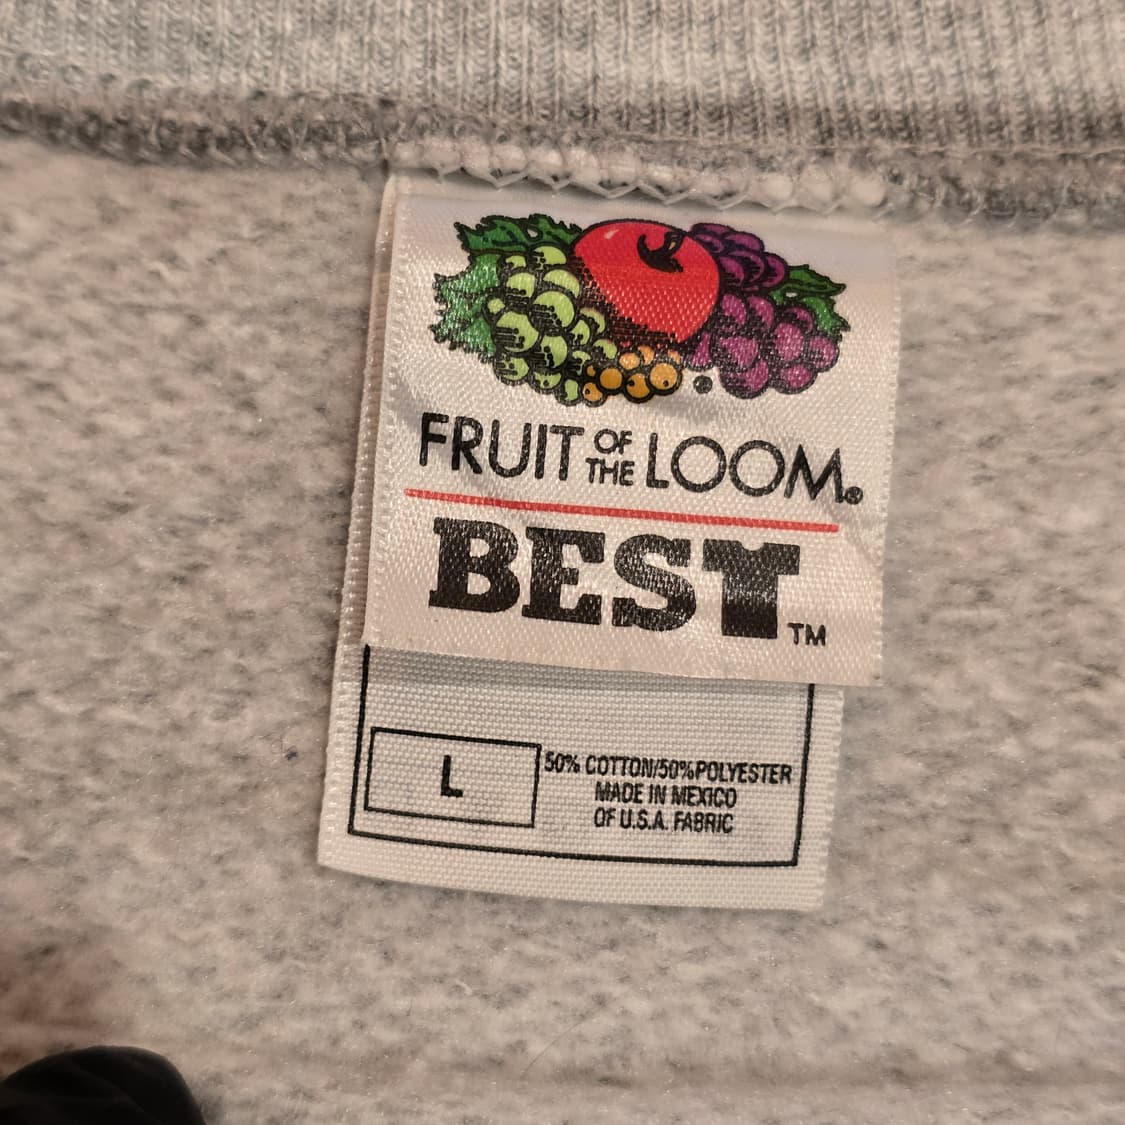 FRUIT OF THE LOOM®
BEST™
L
50% COTTON/50%POLYESTER
MADE IN MEXICO
OF U.S.A. FABRIC